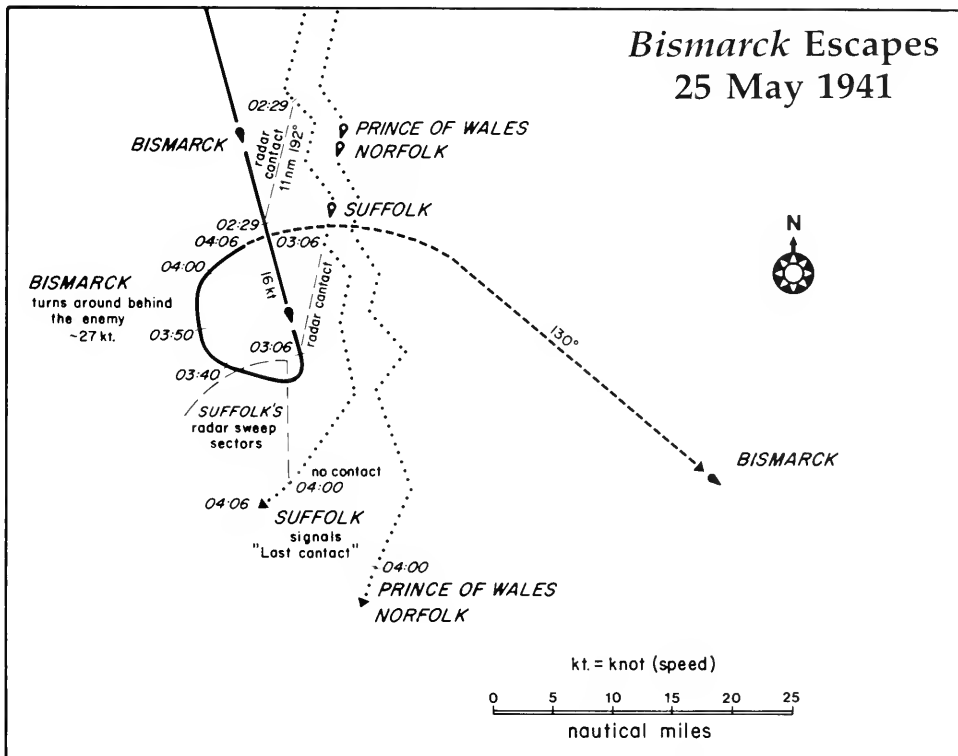 Bismarck Escapes
25 May 1941
02:29
BISMARCK
radar
contact
11nm 192°
PRINCE OF WALES
NORFOLK
SUFFOLK
N
02:29
04:06
03:06
04:00
BISMARCK
turns around behind
the enemy
~27 kt.
16 kt
radar contact
03:50
03:06
130°
03:40
SUFFOLK'S
radar sweep
sectors
BISMARCK
no contact
04:00
04:06
SUFFOLK
signals
"Lost contact"
04:00
PRINCE OF WALES
NORFOLK
kt. = knot (speed)
0 5 10 15 20 25
nautical miles